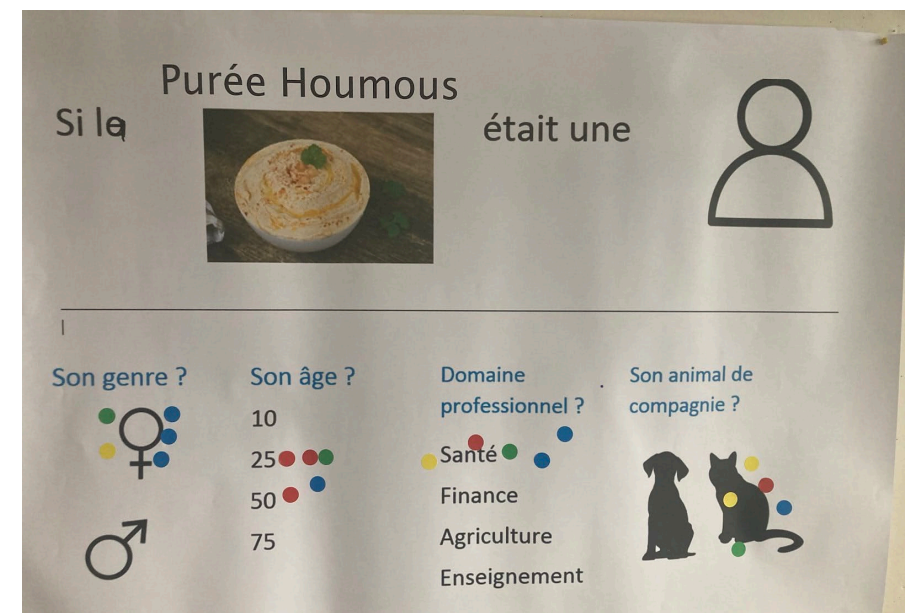 Purée Houmous
Si la était une
Son genre ?
Son âge ?
10
25
50
75
Domaine
professionnel ?
Santé
Finance
Agriculture
Enseignement
Son animal de
compagnie ?